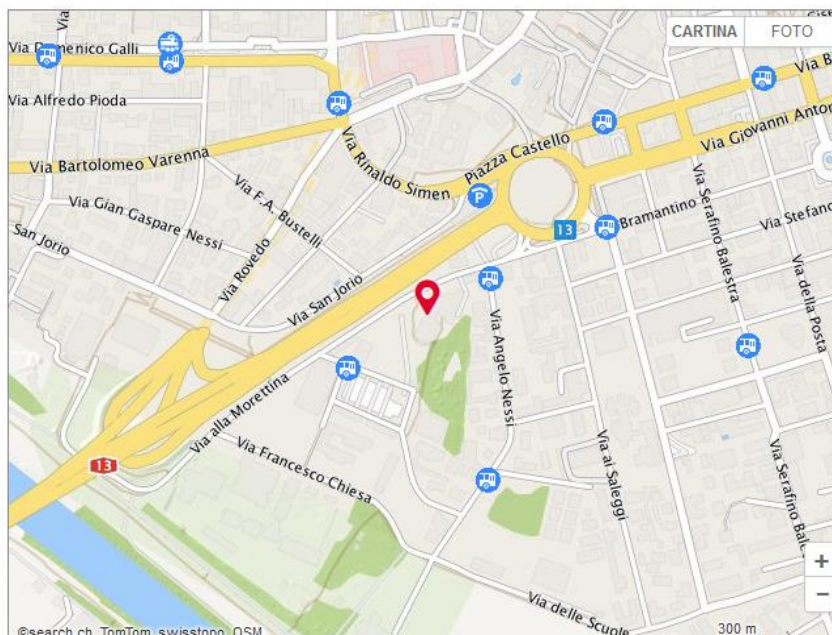 CARTINA
FOTO
Via Domenico Galli
Via Alfredo Pioda
Via Bartolomeo Varenna
Via Rinaldo Simen
Piazza Castello
Via Giovanni Anton
Via F.A. Bustelli
Via Gian Gaspare Nessi
San Jorio
Via Rovedo
Via San Jorio
13
Bramantino
Via Stefano
Via Serafino Balestra
Via della Posta
Via Angelo Nessi
Via alla Morettina
13
Via Francesco Chiesa
Via ai Saleggi
Via Serafino Bales
Via delle Scuole
P
+
−
300 m
©search.ch, TomTom, swisstopo, OSM